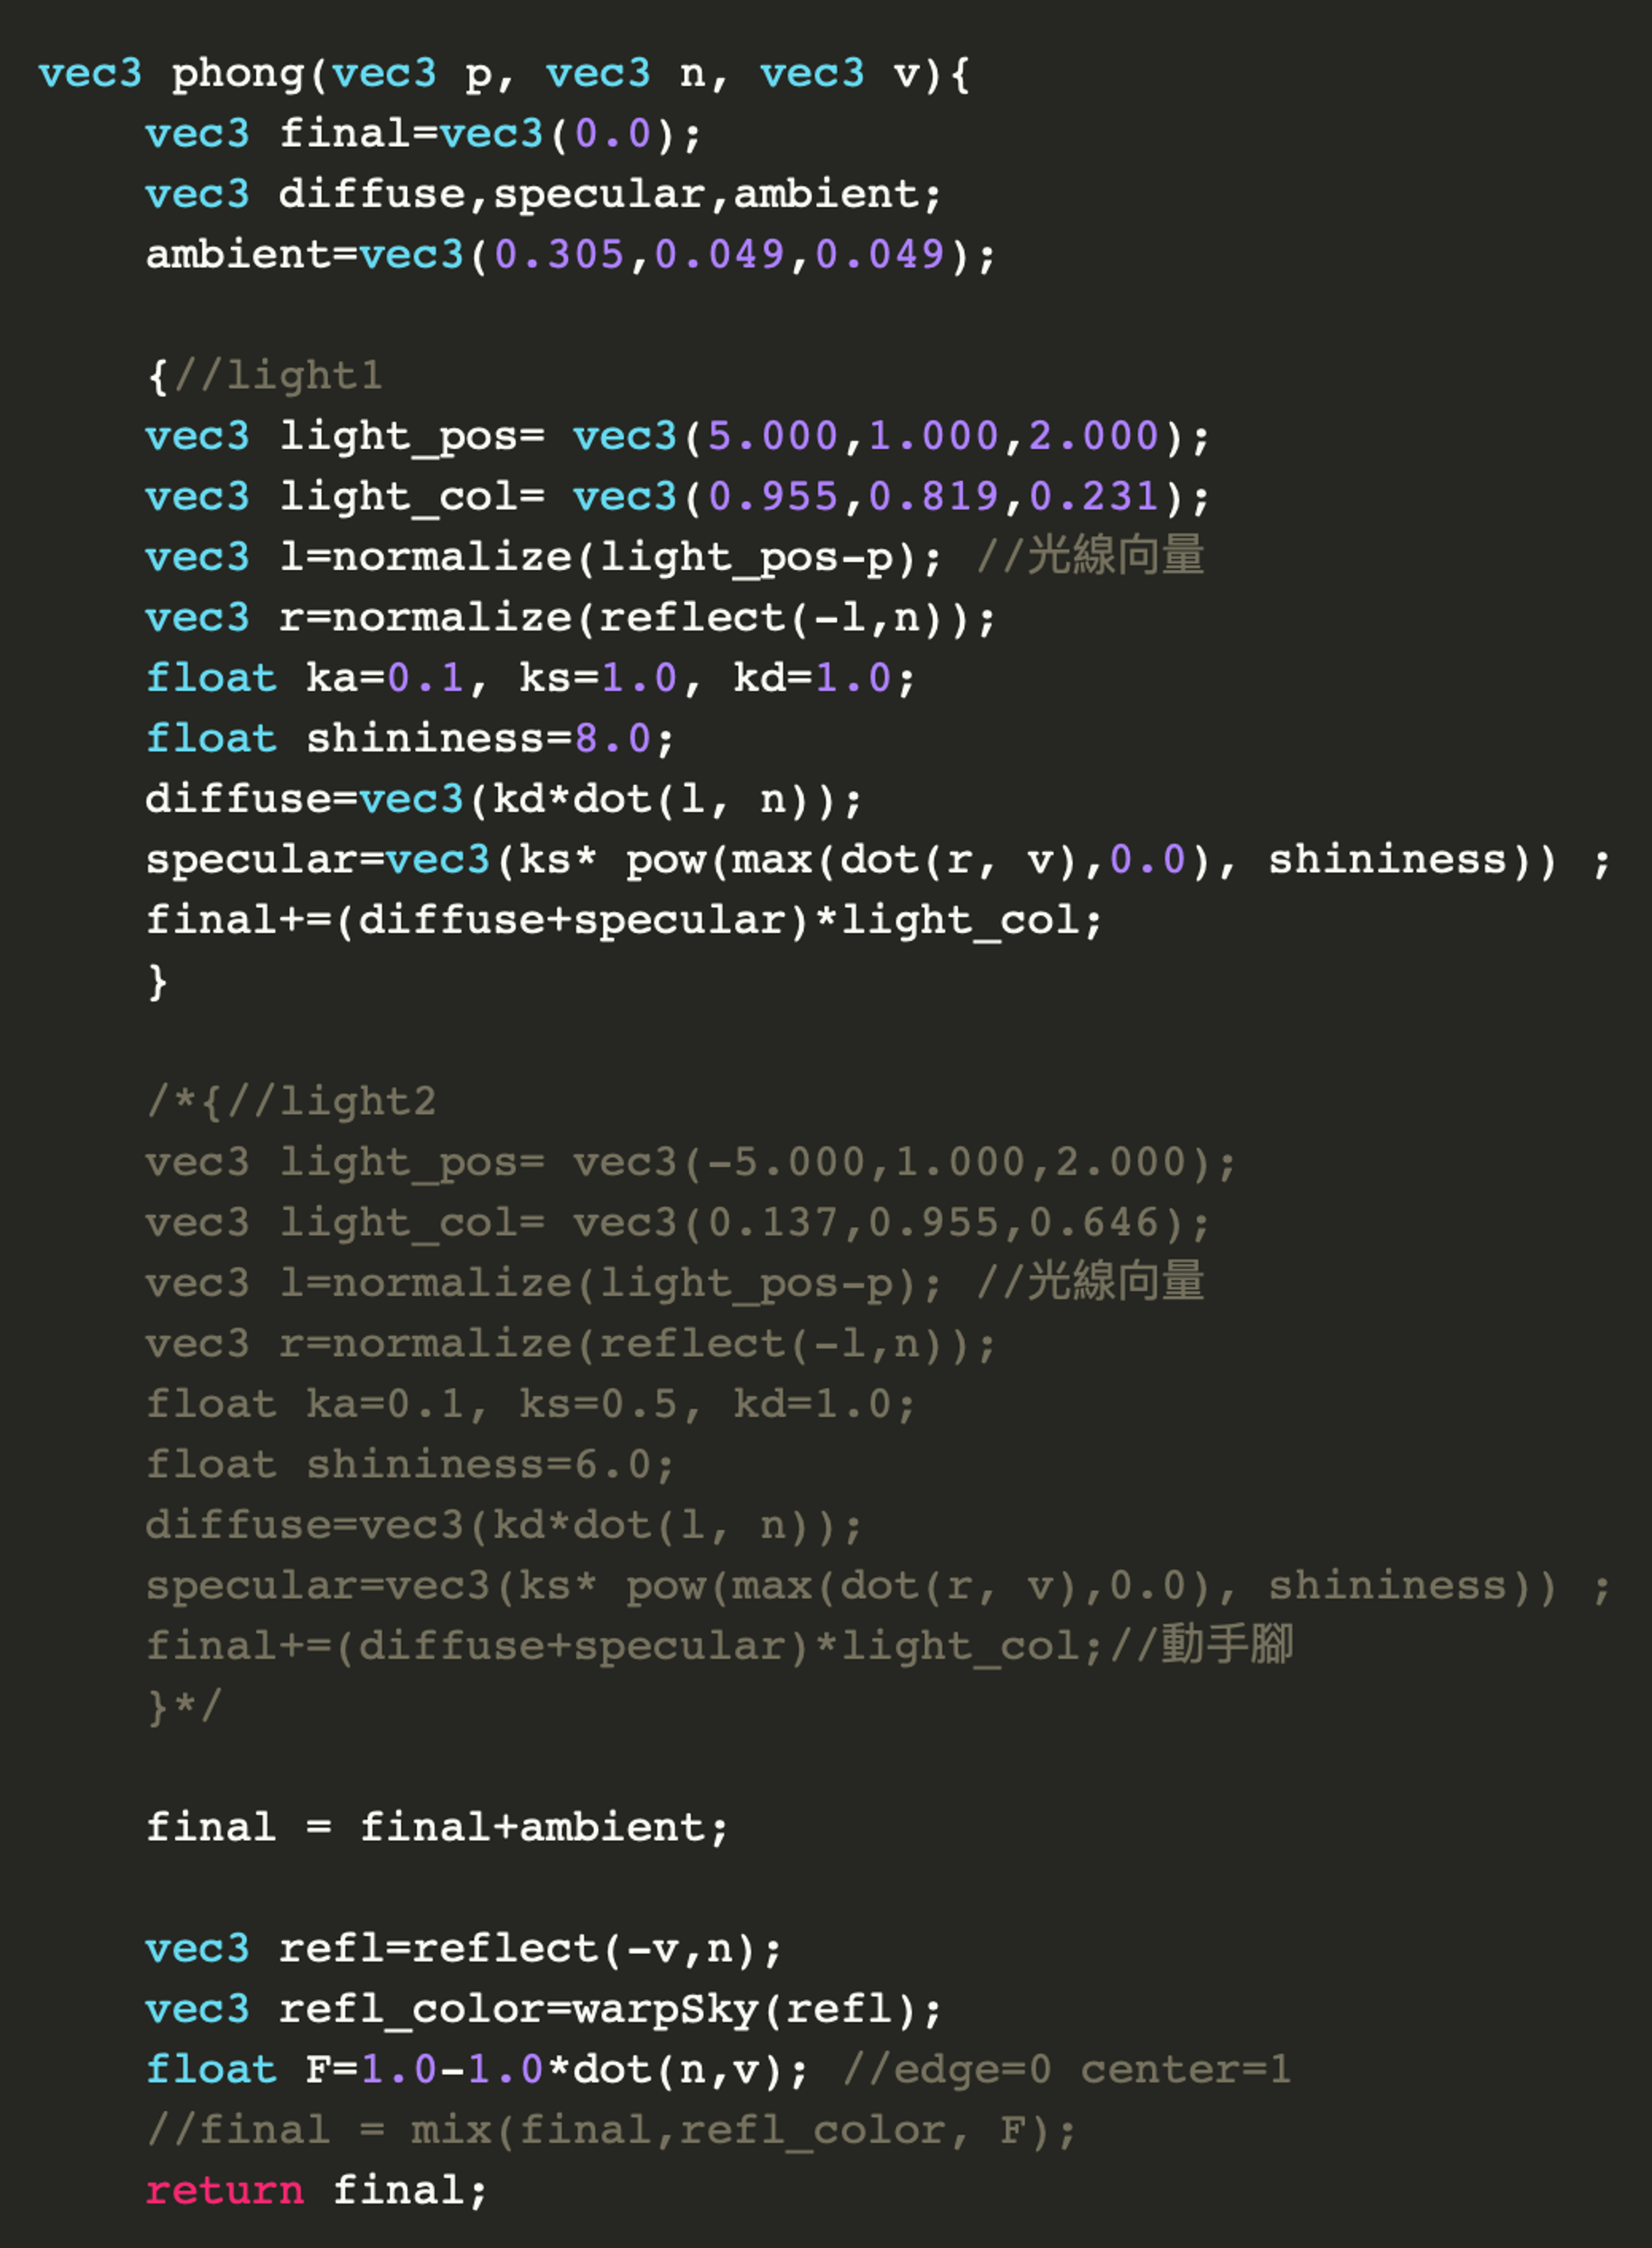 vec3 phong(vec3 p, vec3 n, vec3 v){
vec3 final=vec3(0.0);
vec3 diffuse,specular,ambient;
ambient=vec3(0.305,0.049,0.049);
{//light1
vec3 light_pos= vec3(5.000,1.000,2.000);
vec3 light_col= vec3(0.955,0.819,0.231);
vec3 l=normalize(light_pos-p); //光線向量
vec3 r=normalize(reflect(-l,n));
float ka=0.1, ks=1.0, kd=1.0;
float shininess=8.0;
diffuse=vec3(kd*dot(l, n));
specular=vec3(ks* pow(max(dot(r, v),0.0), shininess)) ;
final+=(diffuse+specular)*light_col;
}
/*{//light2
vec3 light_pos= vec3(-5.000,1.000,2.000);
vec3 light_col= vec3(0.137,0.955,0.646);
vec3 l=normalize(light_pos-p); //光線向量
vec3 r=normalize(reflect(-l,n));
float ka=0.1, ks=0.5, kd=1.0;
float shininess=6.0;
diffuse=vec3(kd*dot(l, n));
specular=vec3(ks* pow(max(dot(r, v),0.0), shininess)) ;
final+=(diffuse+specular)*light_col;//動手腳
}*/
final = final+ambient;
vec3 refl=reflect(-v,n);
vec3 refl_color=warpSky(refl);
float F=1.0-1.0*dot(n,v); //edge=0 center=1
//final = mix(final,refl_color, F);
return final;